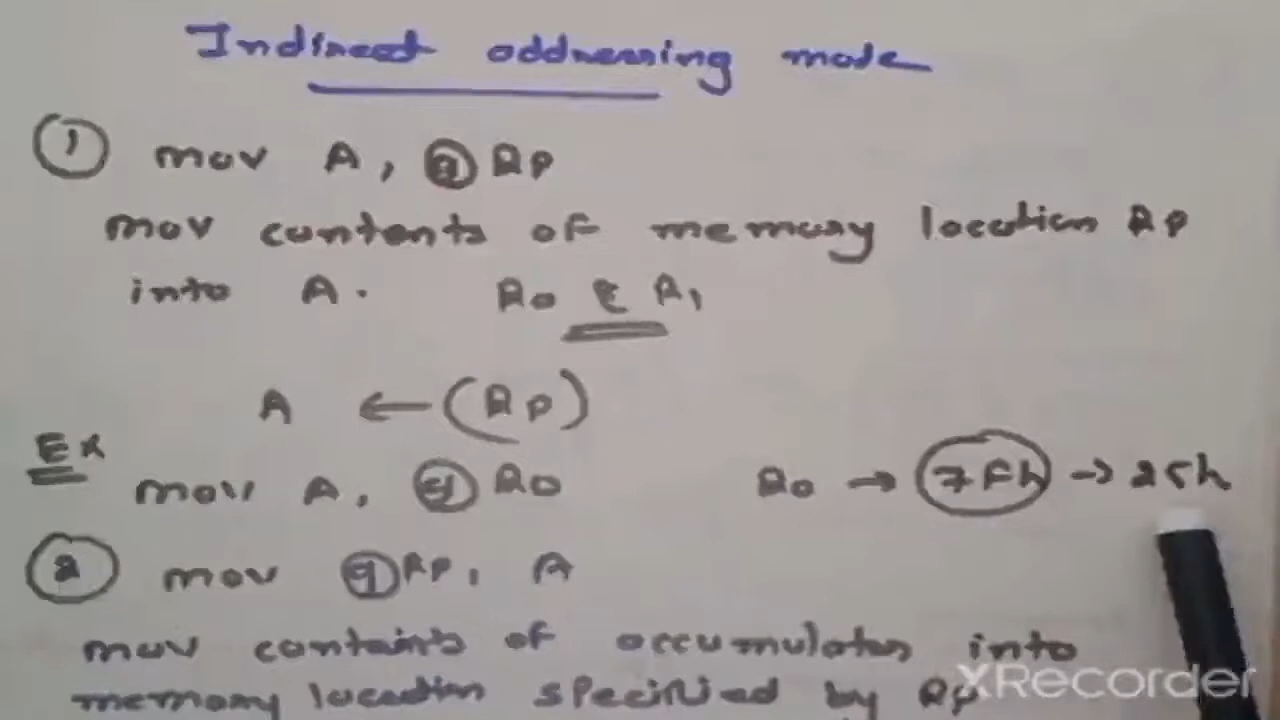 Indirect addressing mode
① mov A, @ Rp
mov contents of memory location Rp
into A. R0 & R1
A ← (Rp)
Ex
mov A, @ R0 R0 → 7Fh → 25h
② mov @Rp, A
mov containts of accumulator into
memory location specified by Rp
XRecorder